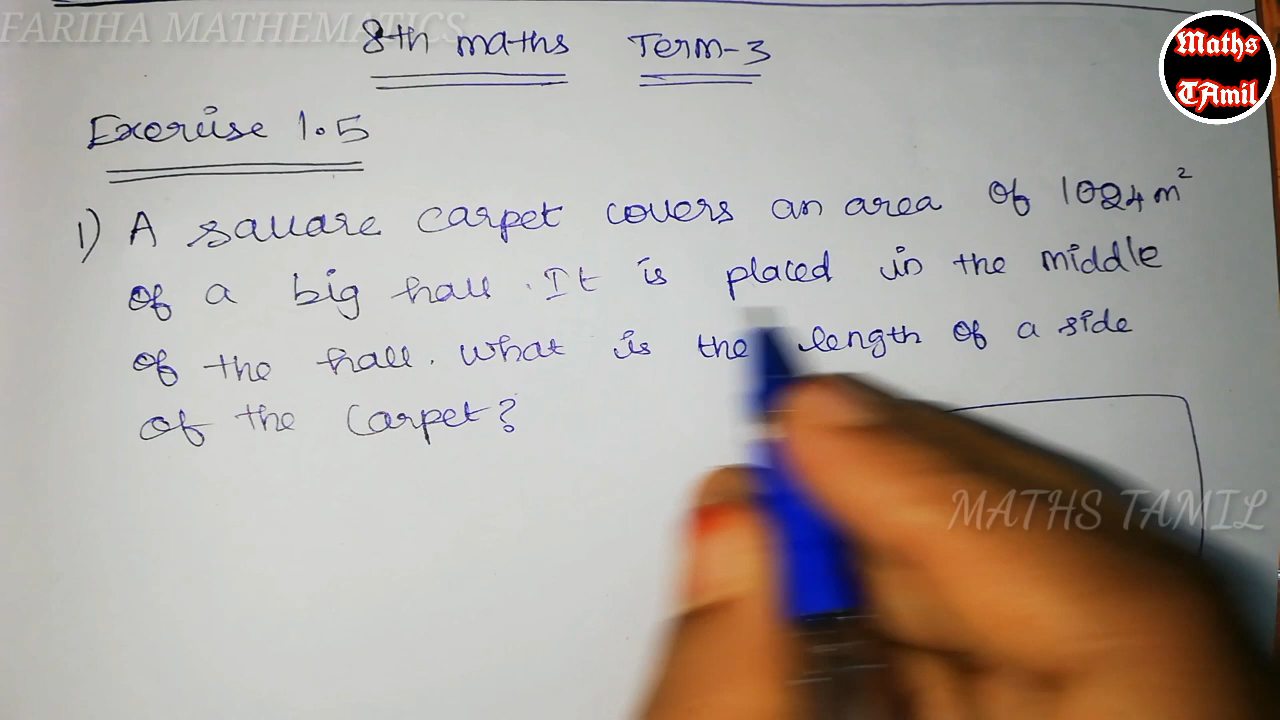 FARIHA MATHEMATICS
8th maths Term-3
Maths
TAmil
Exercise 1.5
1) A square carpet covers an area of 1024m²
of a big hall. It is placed in the middle
of the hall. What is the length of a side
of the carpet?
MATHS TAMIL